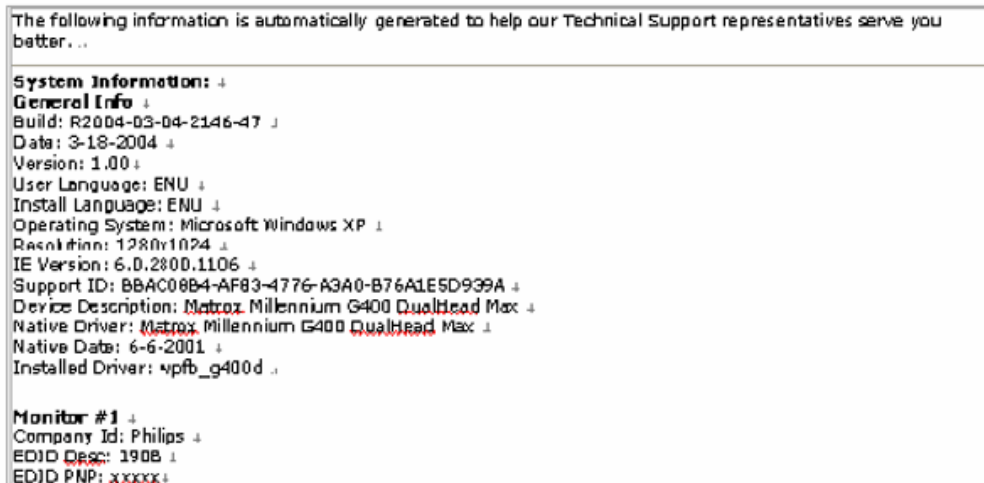 The following information is automatically generated to help our Technical Support representatives serve you
better. ..
System Information:
General Info
Build: R2004-03-04-2146-47
Date: 3-18-2004
Version: 1.00
User Language: ENU
Install Language: ENU
Operating System: Microsoft Windows XP
Resolution: 1280x1024
IE Version: 6.0.2800.1106
Support ID: BBAC08B4-AF83-4776-A3A0-B76A1E5D939A
Device Description: Matrox Millennium G400 DualHead Max
Native Driver: Matrox Millennium G400 DualHead Max
Native Date: 6-6-2001
Installed Driver: vpfb_g400d
Monitor #1
Company Id: Philips
EDID Desc: 190B
EDID PNP: xxxxx